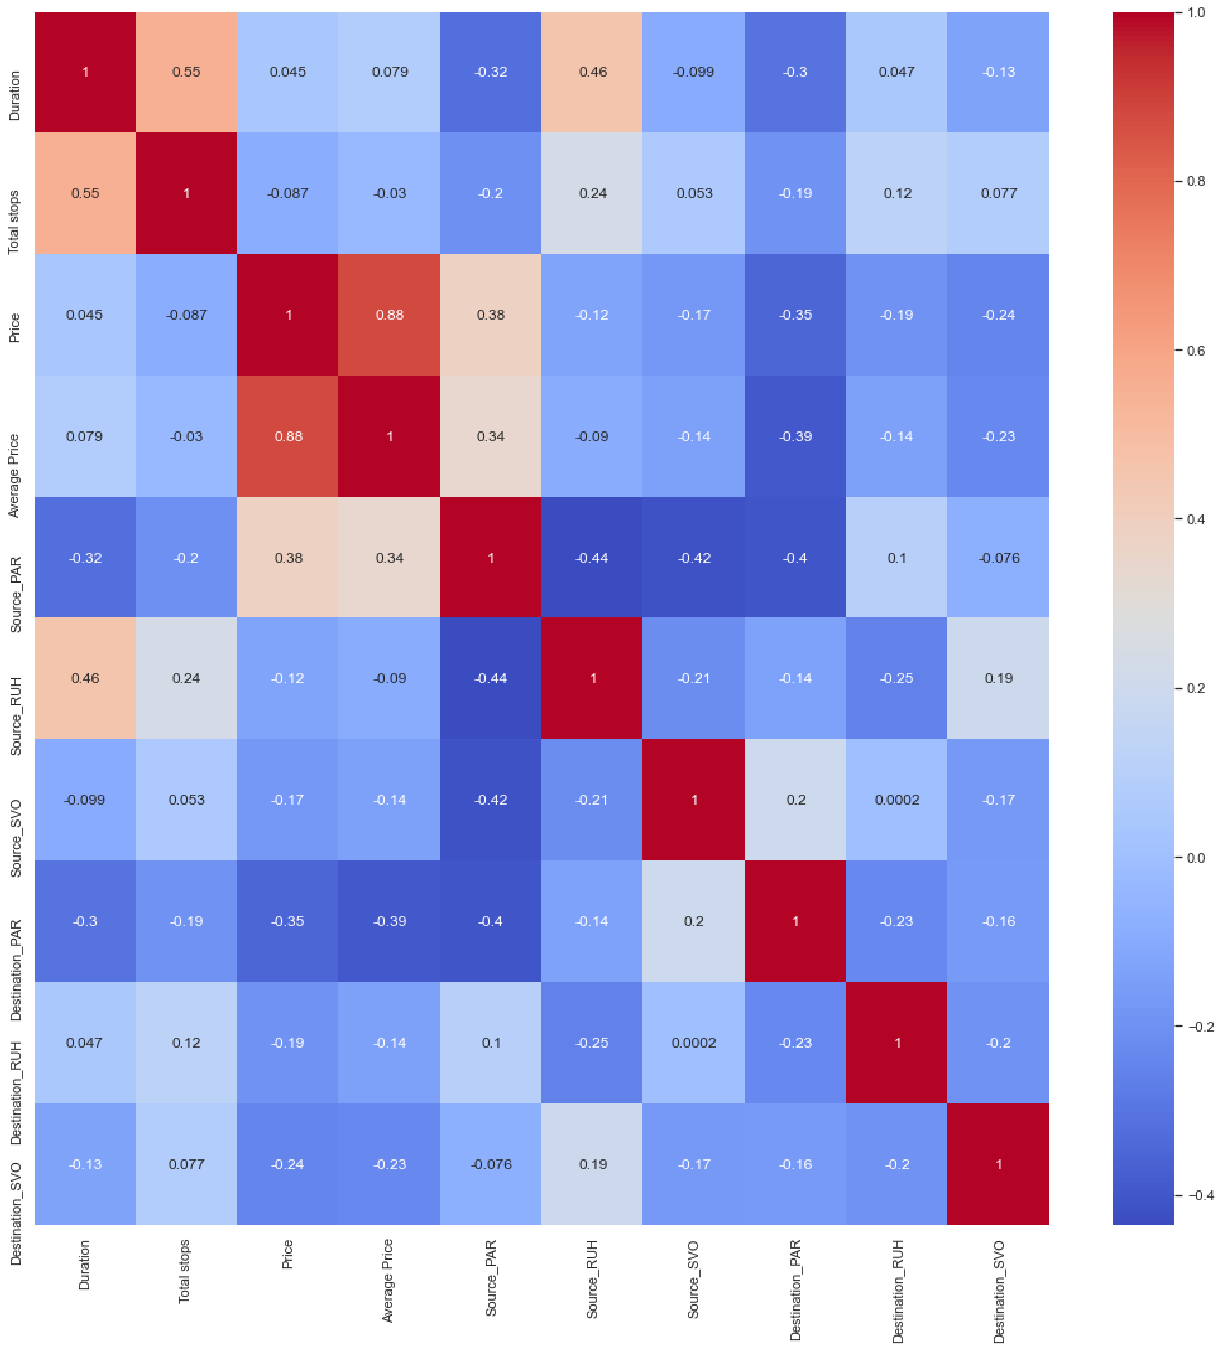 Duration 1 0.55 0.045 0.079 -0.32 0.46 -0.099 -0.3 0.047 -0.13
Total stops 0.55 1 -0.087 -0.03 -0.2 0.24 0.053 -0.19 0.12 0.077
Price 0.045 -0.087 1 0.88 0.38 -0.12 -0.17 -0.35 -0.19 -0.24
Average Price 0.079 -0.03 0.88 1 0.34 -0.09 -0.14 -0.39 -0.14 -0.23
Source_PAR -0.32 -0.2 0.38 0.34 1 -0.44 -0.42 -0.4 0.1 -0.076
Source_RUH 0.46 0.24 -0.12 -0.09 -0.44 1 -0.21 -0.14 -0.25 0.19
Source_SVO -0.099 0.053 -0.17 -0.14 -0.42 -0.21 1 0.2 0.0002 -0.17
Destination_PAR -0.3 -0.19 -0.35 -0.39 -0.4 -0.14 0.2 1 -0.23 -0.16
Destination_RUH 0.047 0.12 -0.19 -0.14 0.1 -0.25 0.0002 -0.23 1 -0.2
Destination_SVO -0.13 0.077 -0.24 -0.23 -0.076 0.19 -0.17 -0.16 -0.2 1
Duration Total stops Price Average Price Source_PAR Source_RUH Source_SVO Destination_PAR Destination_RUH Destination_SVO
1.0
0.8
0.6
0.4
0.2
0.0
−0.2
−0.4